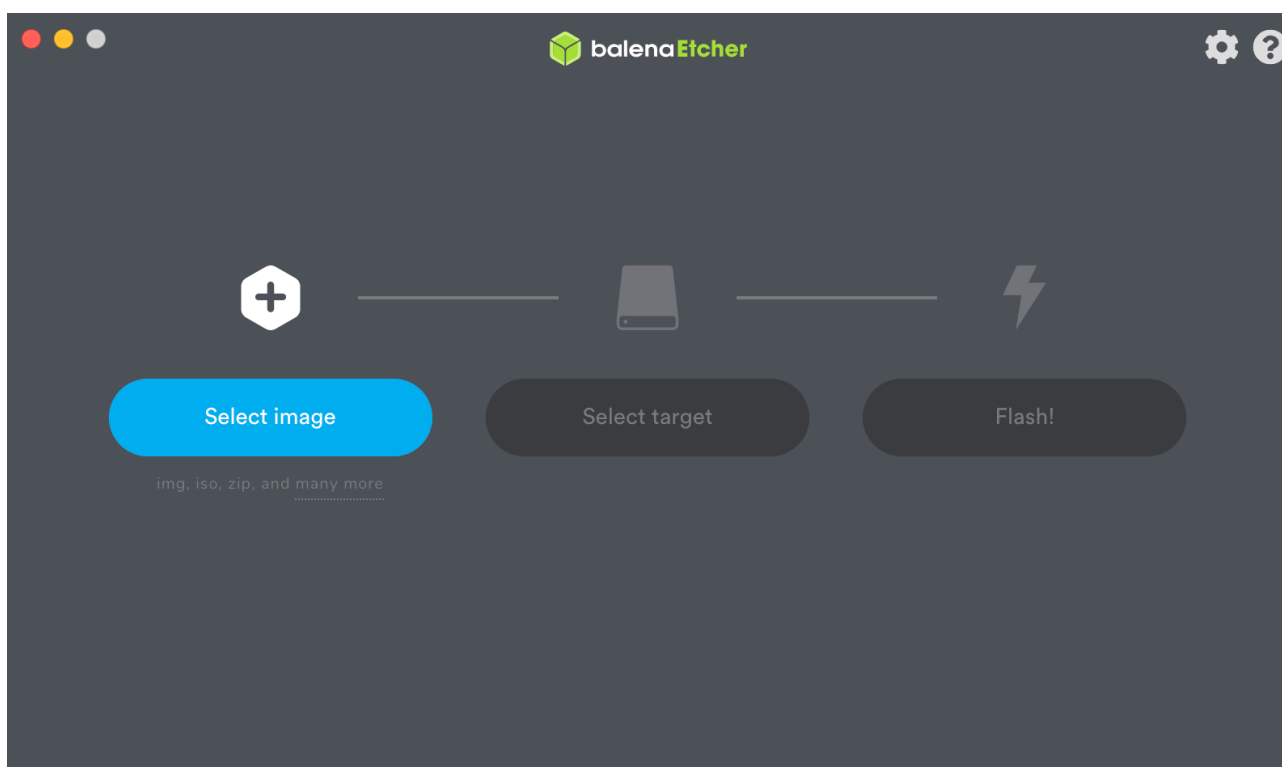 balenaEtcher
Select image
Select target
Flash!
img, iso, zip, and many more